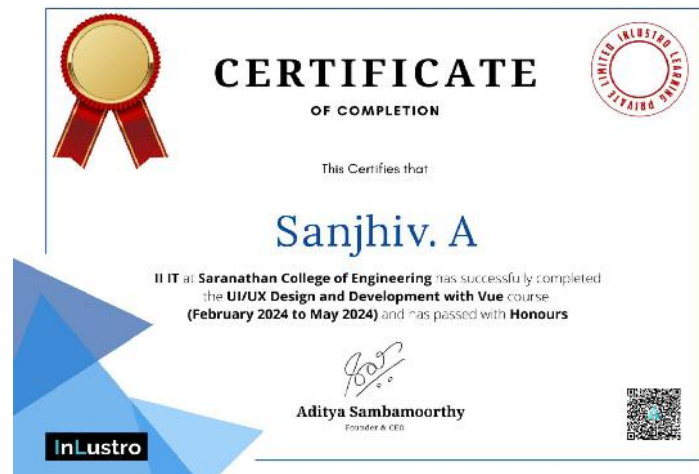 CERTIFICATE
OF COMPLETION
INLUSTRO LEARNING PRIVATE LIMITED
This Certifies that
Sanjhiv. A
II IT at Saranathan College of Engineering has successfully completed
the UI/UX Design and Development with Vue course
(February 2024 to May 2024) and has passed with Honours
Aditya Sambamoorthy
Founder & CEO
InLustro